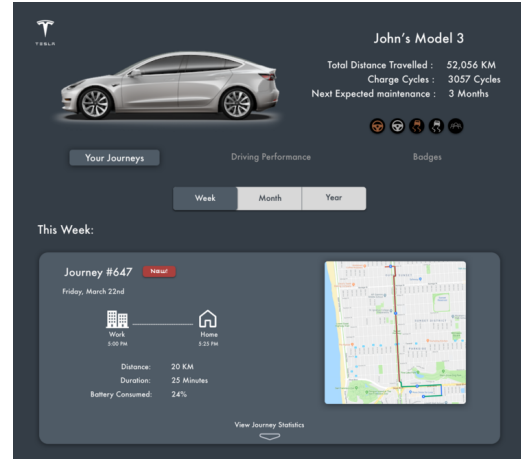 TESLA
John's Model 3
Total Distance Travelled : 52,056 KM
Charge Cycles : 3057 Cycles
Next Expected maintenance : 3 Months
Your Journeys Driving Performance Badges
Week Month Year
This Week:
Journey #647 New!
Friday, March 22nd
Work Home
5:00 PM 5:25 PM
Distance: 20 KM
Duration: 25 Minutes
Battery Consumed: 24%
View Journey Statistics